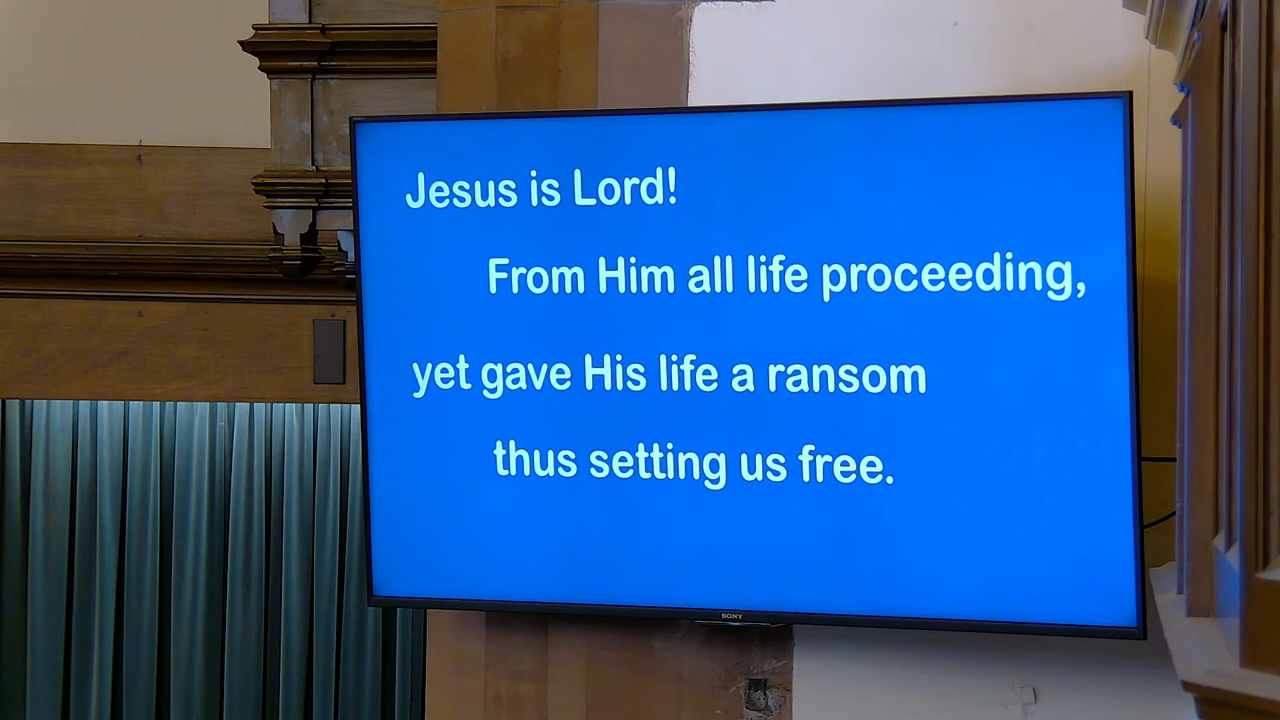 Jesus is Lord!
From Him all life proceeding,
yet gave His life a ransom
thus setting us free.
SONY